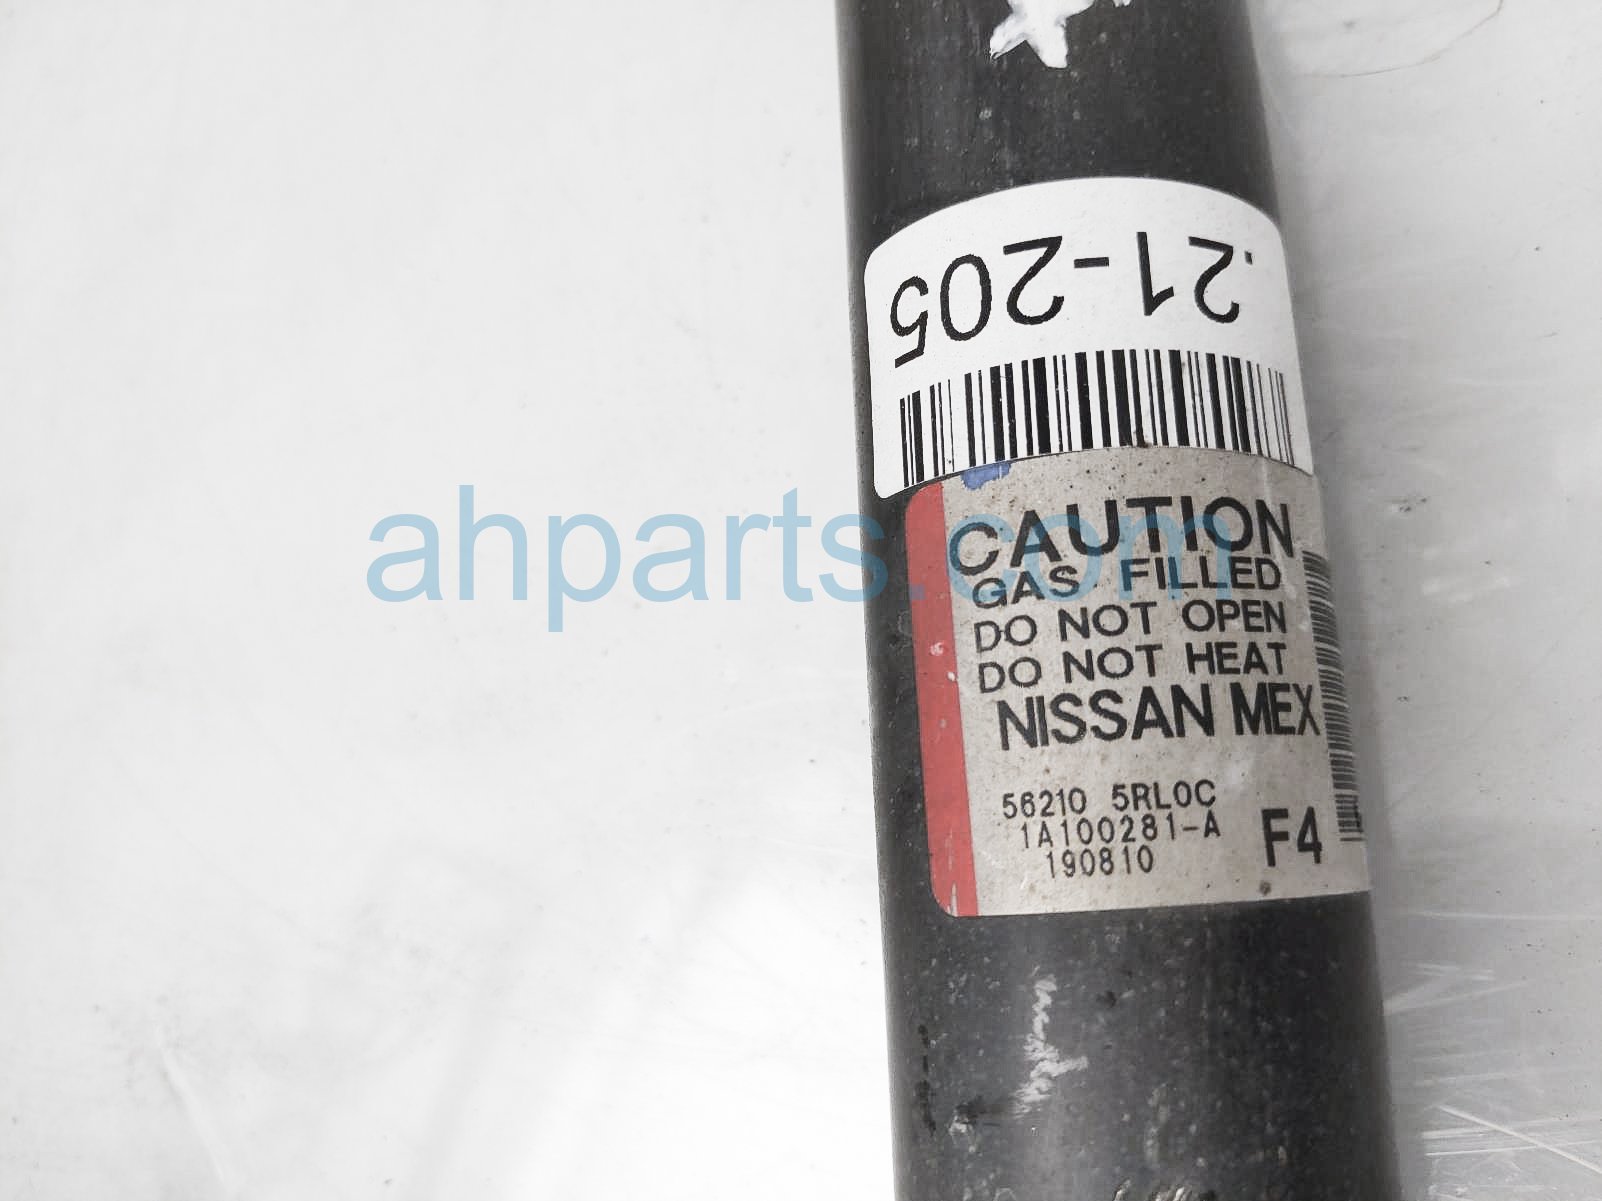 .21-205
ahparts.com
CAUTION
GAS FILLED
DO NOT OPEN
DO NOT HEAT
NISSAN MEX
56210 5RL0C
1A100281-A
190810
F4